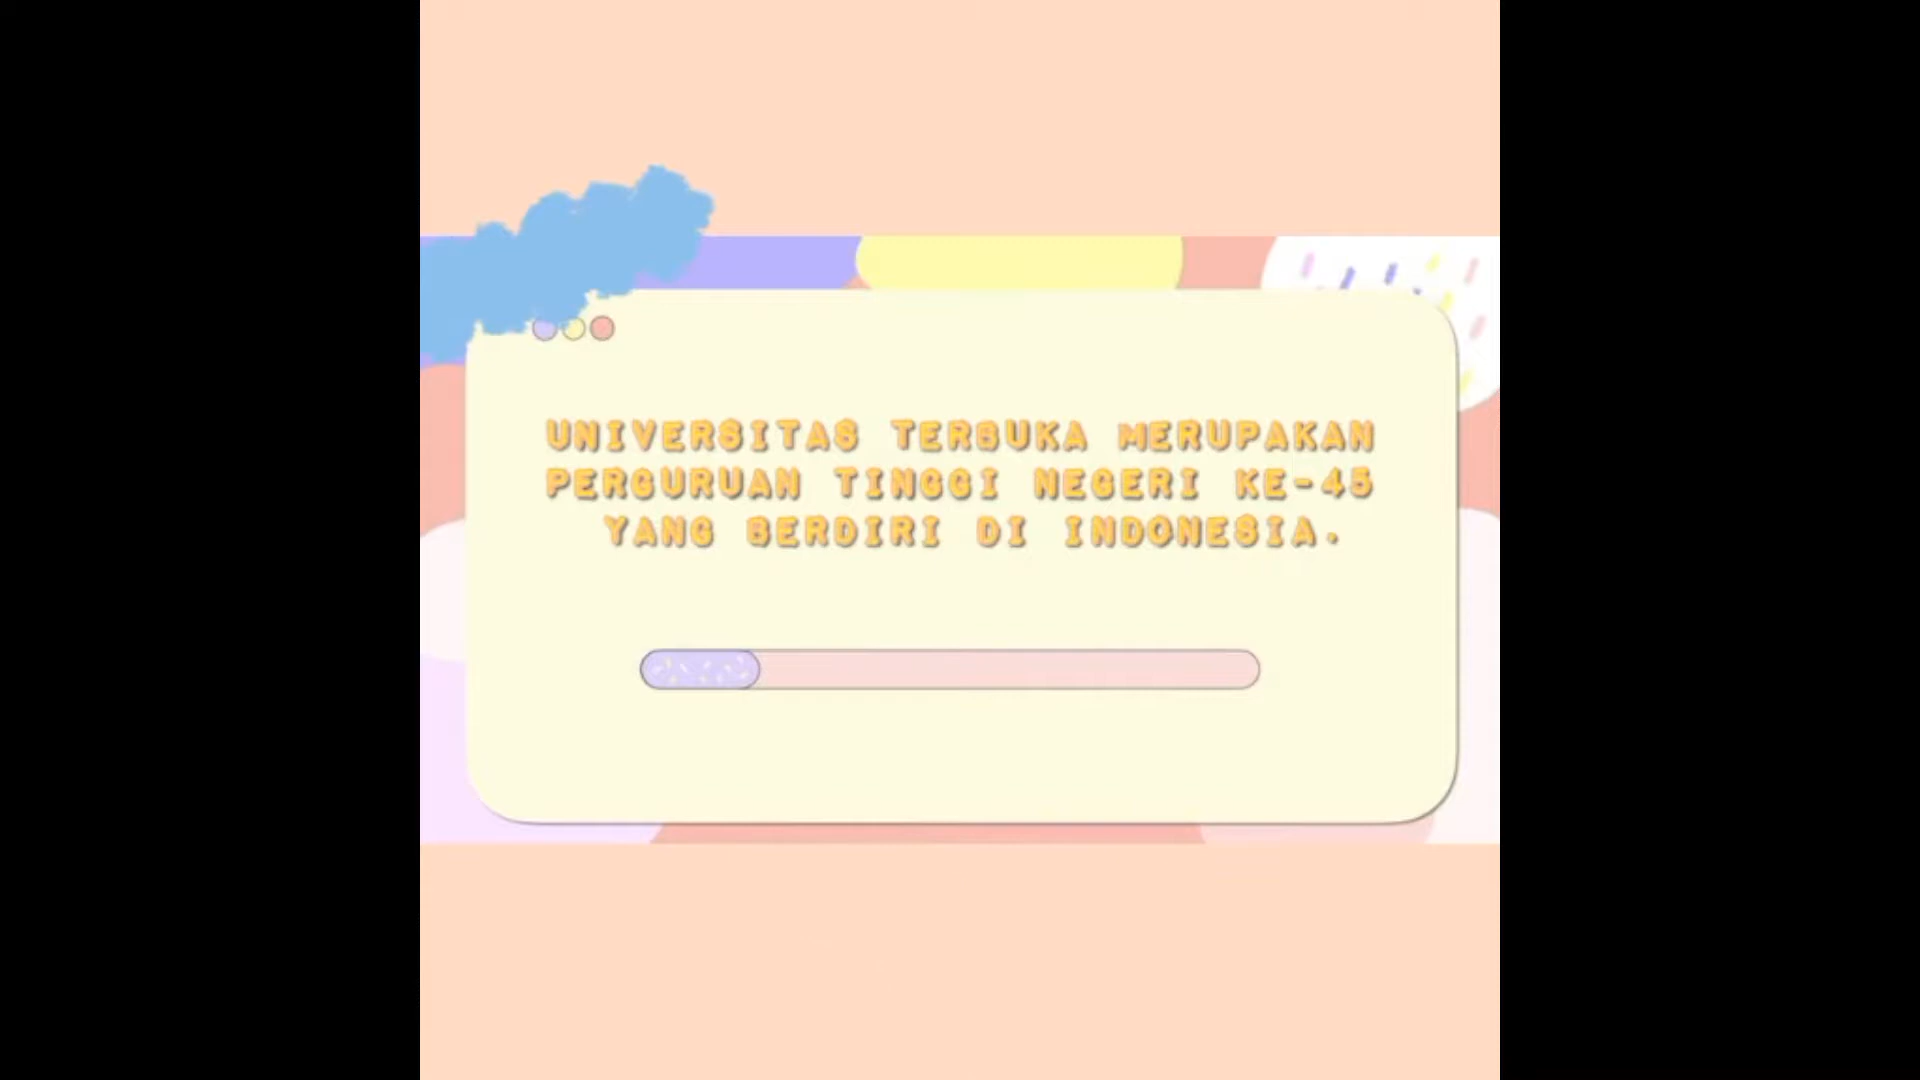 UNIVERSITAS TERBUKA MERUPAKAN
PERGURUAN TINGGI NEGERI KE-45
YANG BERDIRI DI INDONESIA.